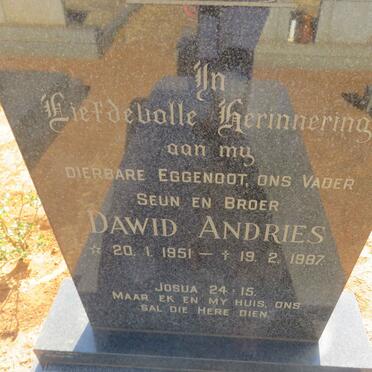 In
Liefdevolle Herinnering
aan my
DIERBARE EGGENOOT, ONS VADER
SEUN EN BROER
DAWID ANDRIES
☆ 20. 1. 1951 — † 19. 2. 1987.
JOSUA 24 - 15.
MAAR EK EN MY HUIS, ONS
SAL DIE HERE DIEN.